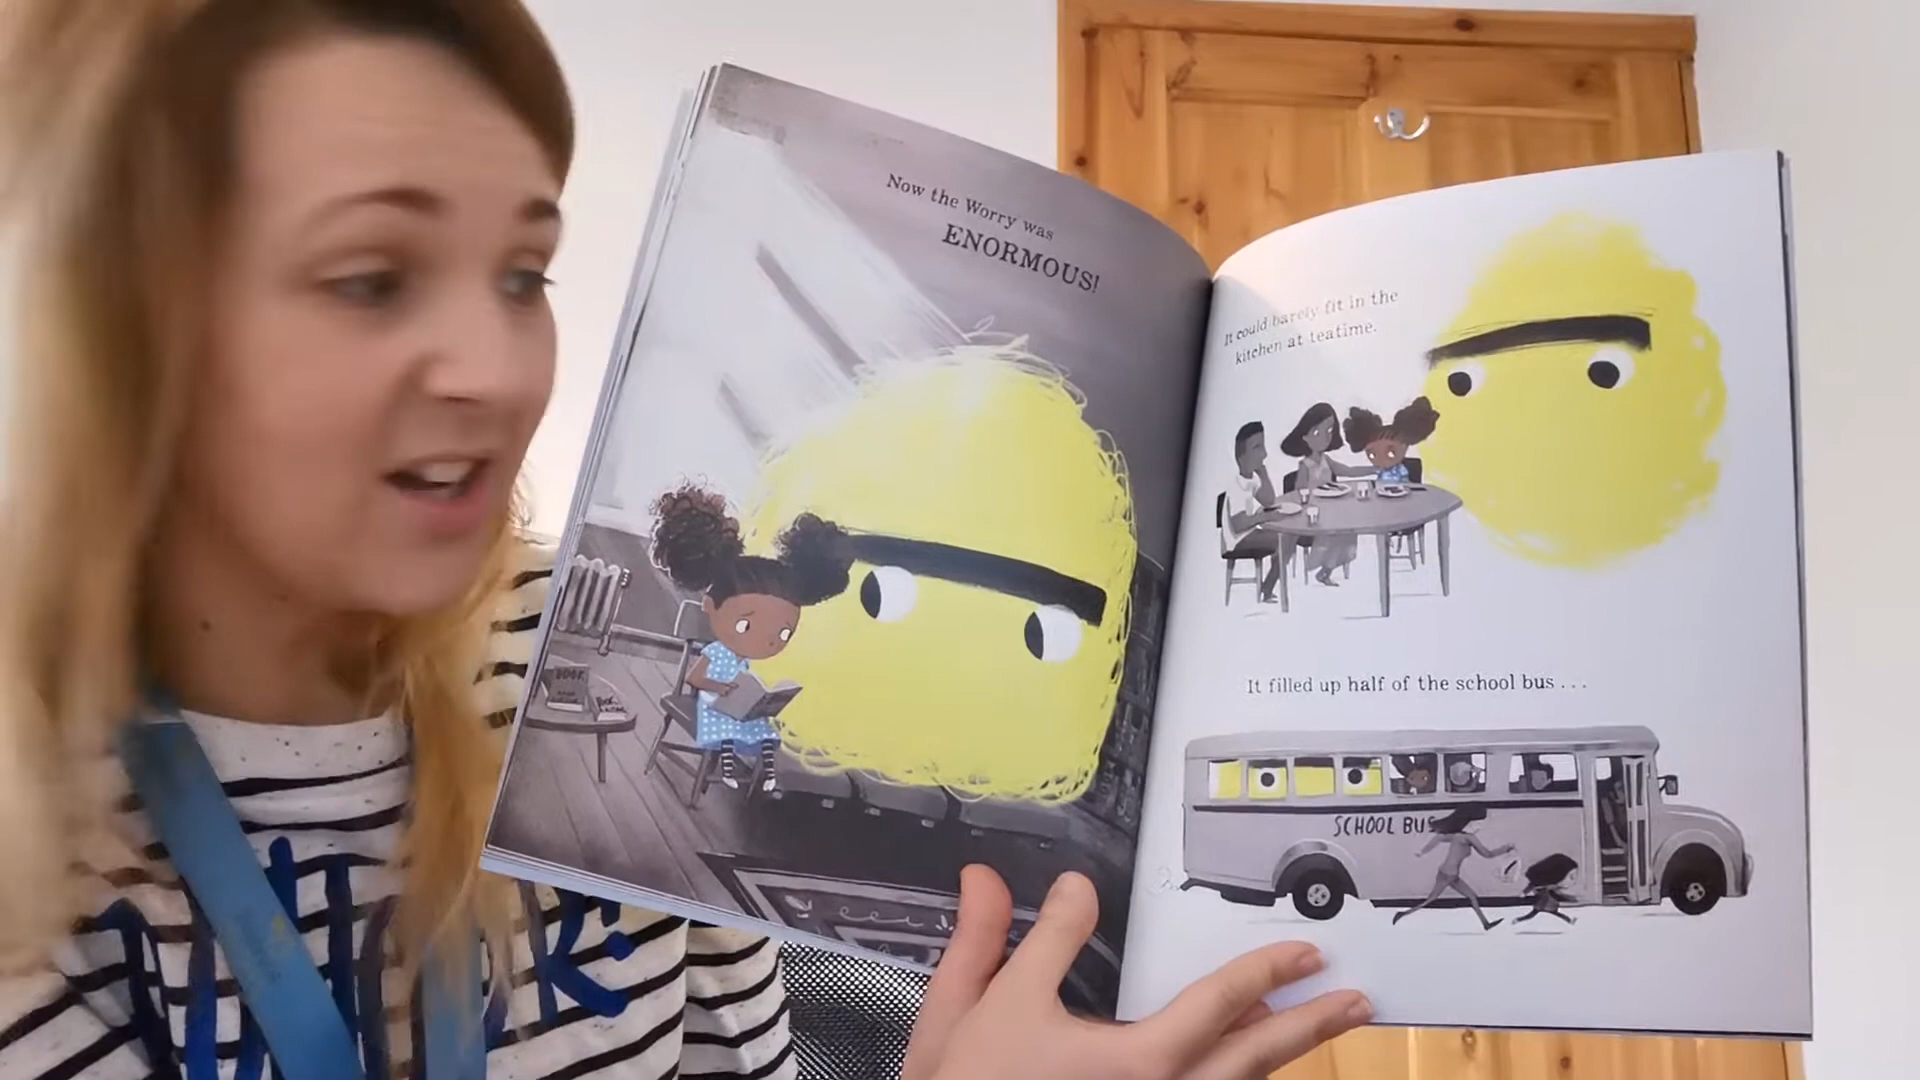 Now the Worry was
ENORMOUS!
It could barely fit in the
kitchen at teatime.
It filled up half of the school bus...
SCHOOL BUS
BOOK